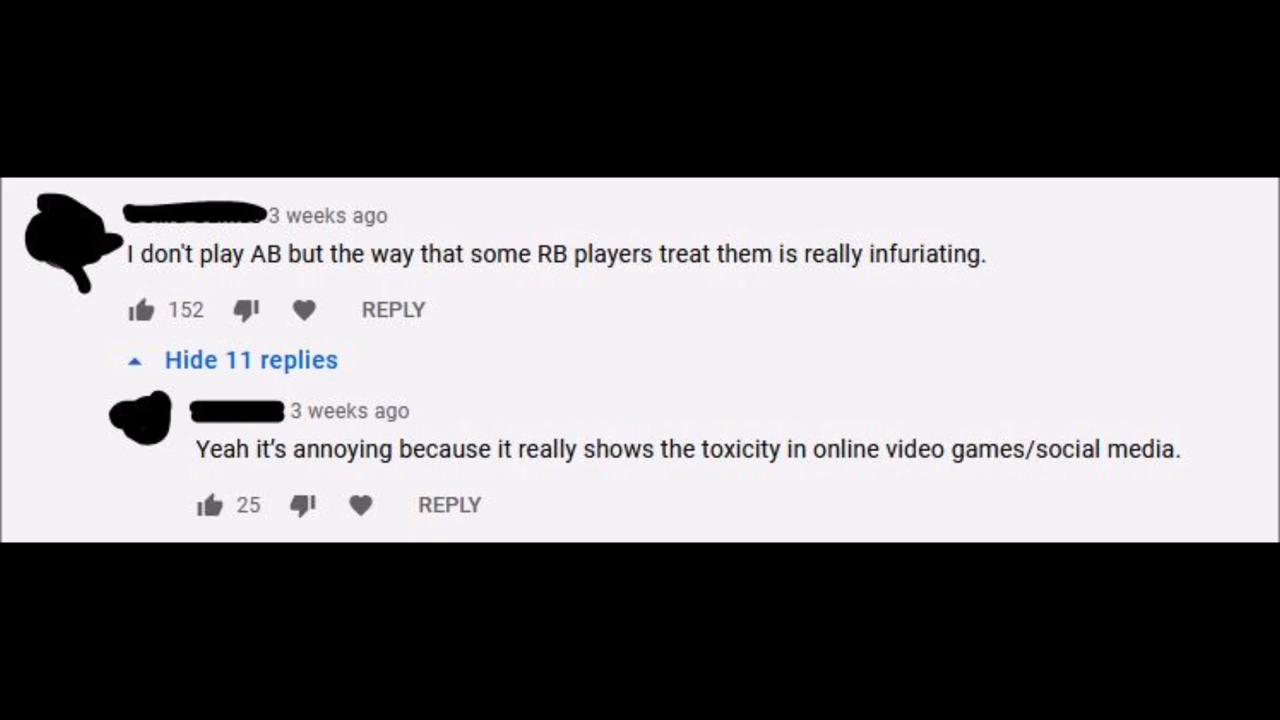 3 weeks ago
I don't play AB but the way that some RB players treat them is really infuriating.
152 REPLY
Hide 11 replies
3 weeks ago
Yeah it's annoying because it really shows the toxicity in online video games/social media.
25 REPLY